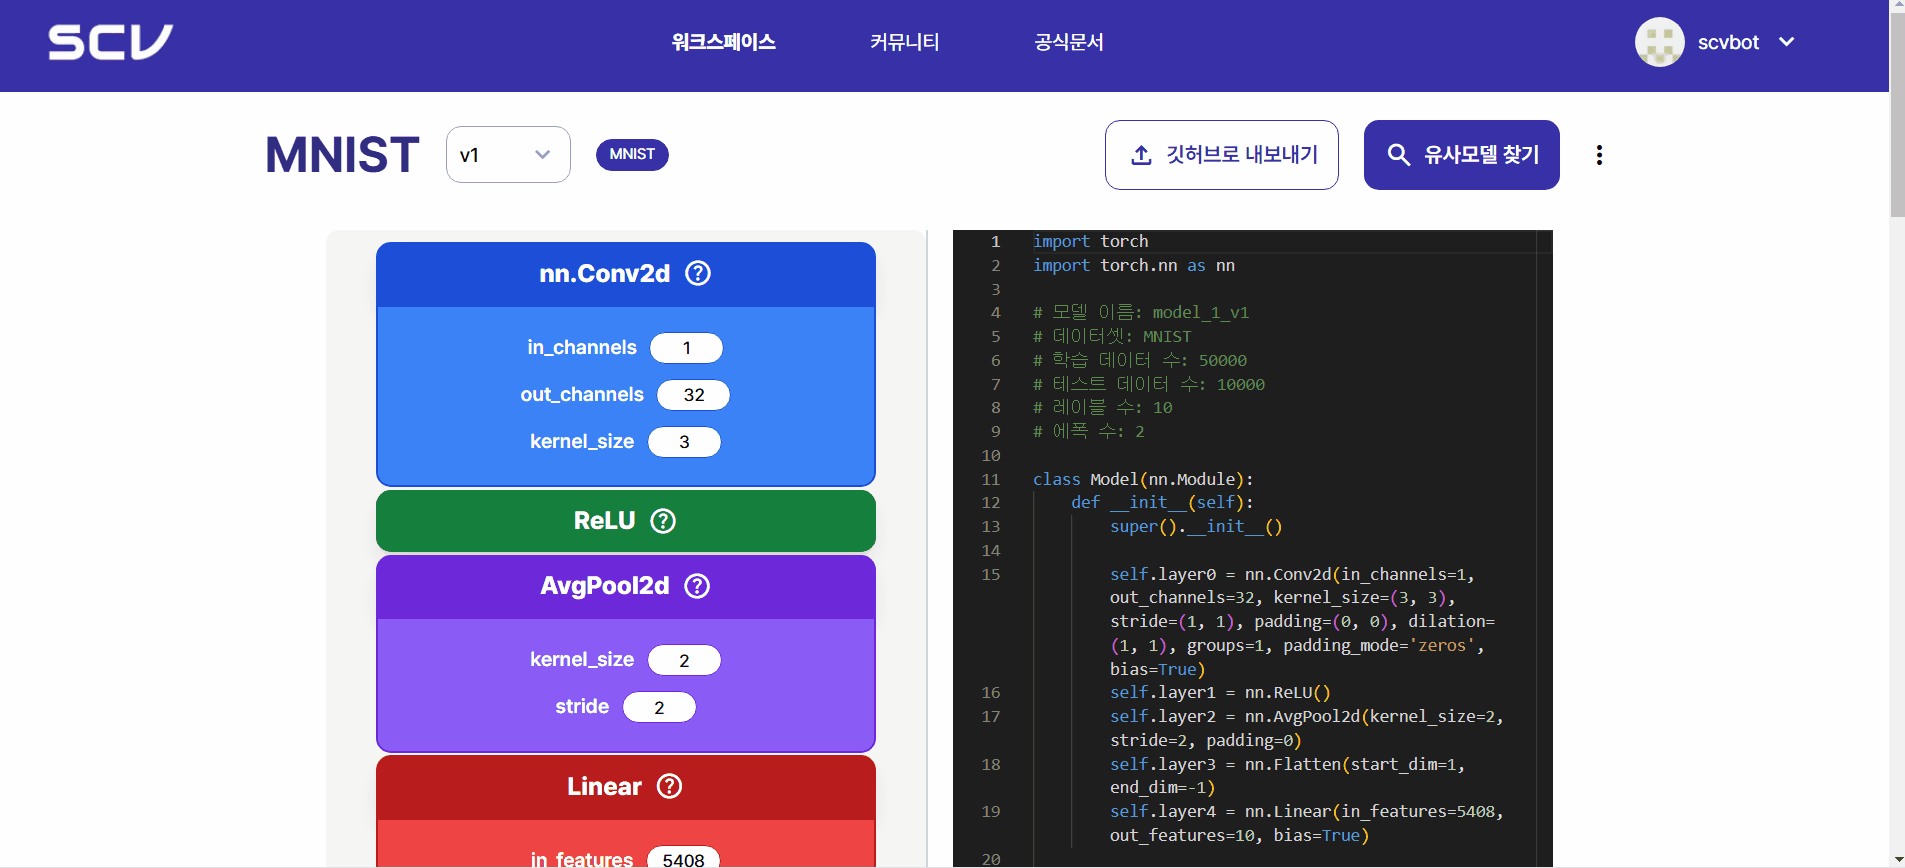 SCV
워크스페이스
커뮤니티
공식문서
scvbot
MNIST
v1
MNIST
깃허브로 내보내기
유사모델 찾기
nn.Conv2d ?
in_channels 1
out_channels 32
kernel_size 3
ReLU ?
AvgPool2d ?
kernel_size 2
stride 2
Linear ?
in_features 5408
1 import torch
2 import torch.nn as nn
3
4 # 모델 이름: model_1_v1
5 # 데이터셋: MNIST
6 # 학습 데이터 수: 50000
7 # 테스트 데이터 수: 10000
8 # 레이블 수: 10
9 # 에폭 수: 2
10
11 class Model(nn.Module):
12 def __init__(self):
13 super().__init__()
14
15 self.layer0 = nn.Conv2d(in_channels=1,
out_channels=32, kernel_size=(3, 3),
stride=(1, 1), padding=(0, 0), dilation=
(1, 1), groups=1, padding_mode='zeros',
bias=True)
16 self.layer1 = nn.ReLU()
17 self.layer2 = nn.AvgPool2d(kernel_size=2,
stride=2, padding=0)
18 self.layer3 = nn.Flatten(start_dim=1,
end_dim=-1)
19 self.layer4 = nn.Linear(in_features=5408,
out_features=10, bias=True)
20